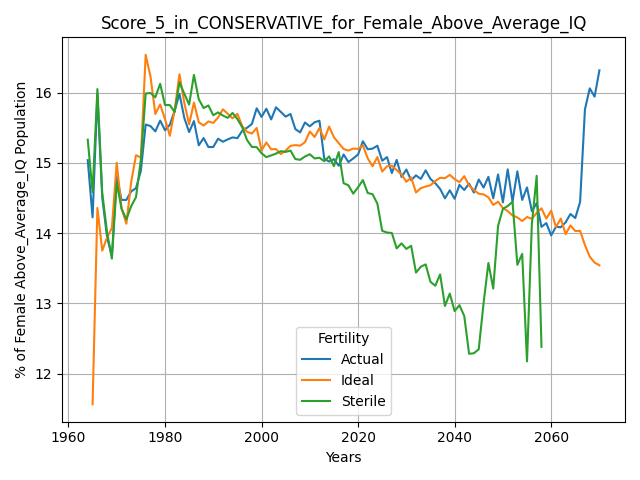 Score_5_in_CONSERVATIVE_for_Female_Above_Average_IQ
% of Female Above_Average_IQ Population
16
15
14
13
12
Fertility
Actual
Ideal
Sterile
1960
1980
2000
2020
2040
2060
Years